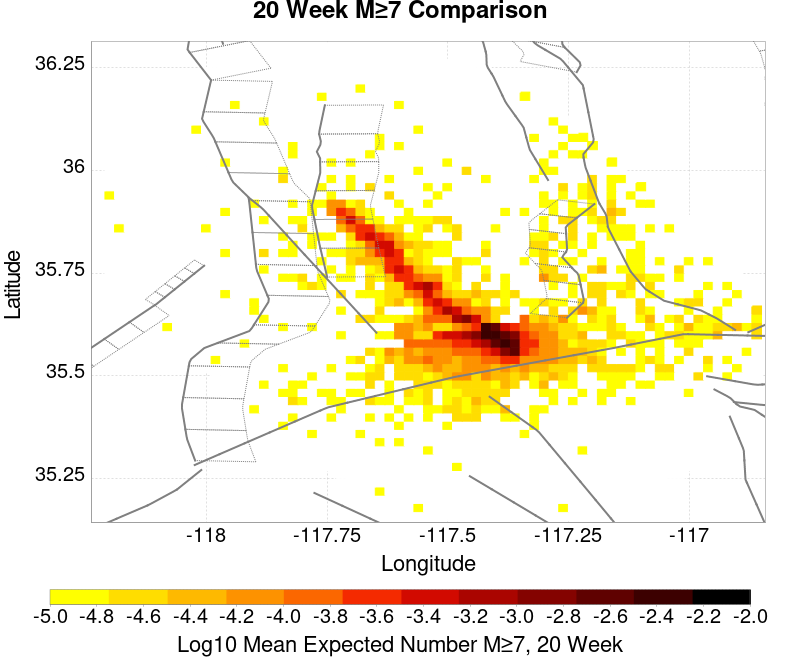 20 Week M≥7 Comparison
36.25
36
35.75
35.5
35.25
Latitude
-118 -117.75 -117.5 -117.25 -117
Longitude
-5.0 -4.8 -4.6 -4.4 -4.2 -4.0 -3.8 -3.6 -3.4 -3.2 -3.0 -2.8 -2.6 -2.4 -2.2 -2.0
Log10 Mean Expected Number M≥7, 20 Week